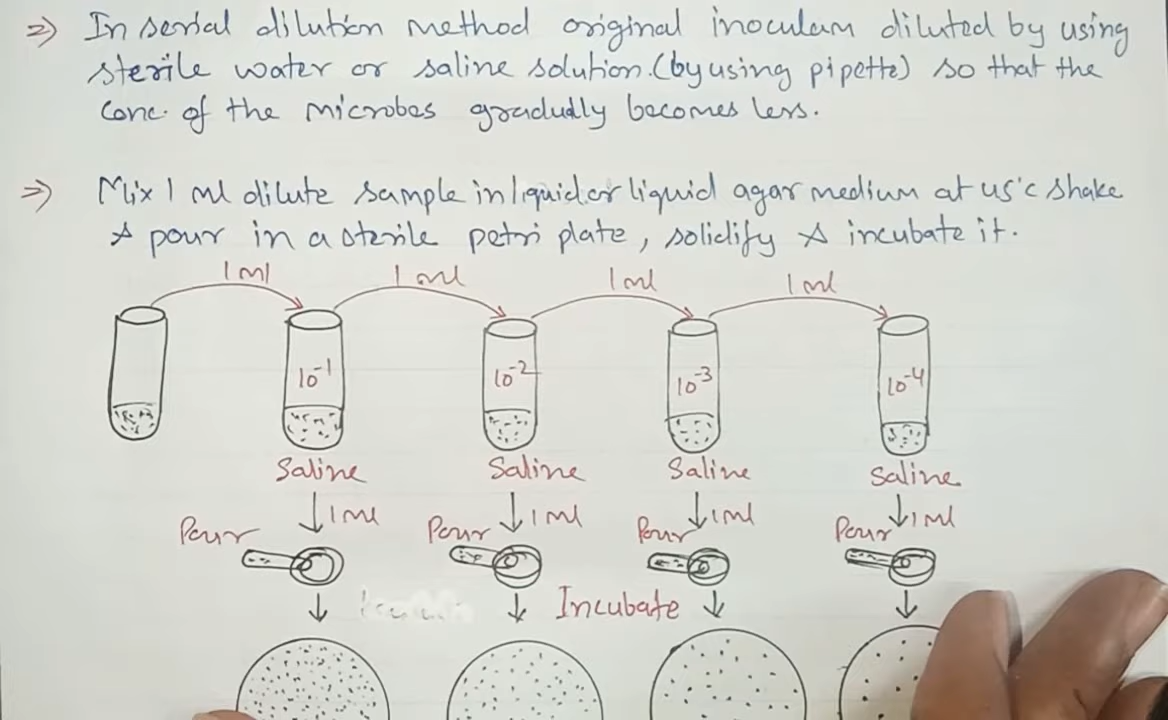 ⇒ In serial dilution method original inoculam diluted by using
sterile water or saline solution.(by using pipette) so that the
conc. of the microbes gradually becomes less.
⇒ Mix 1 ml dilute sample in liquid or liquid agar medium at 45°c shake
& pour in a sterile petri plate, solidify & incubate it.
1 ml 1 ml 1 ml 1 ml
10⁻¹ 10⁻² 10⁻³ 10⁻⁴
Saline Saline Saline Saline
Pour 1 ml Pour 1 ml Pour 1 ml Pour 1 ml
Incubate